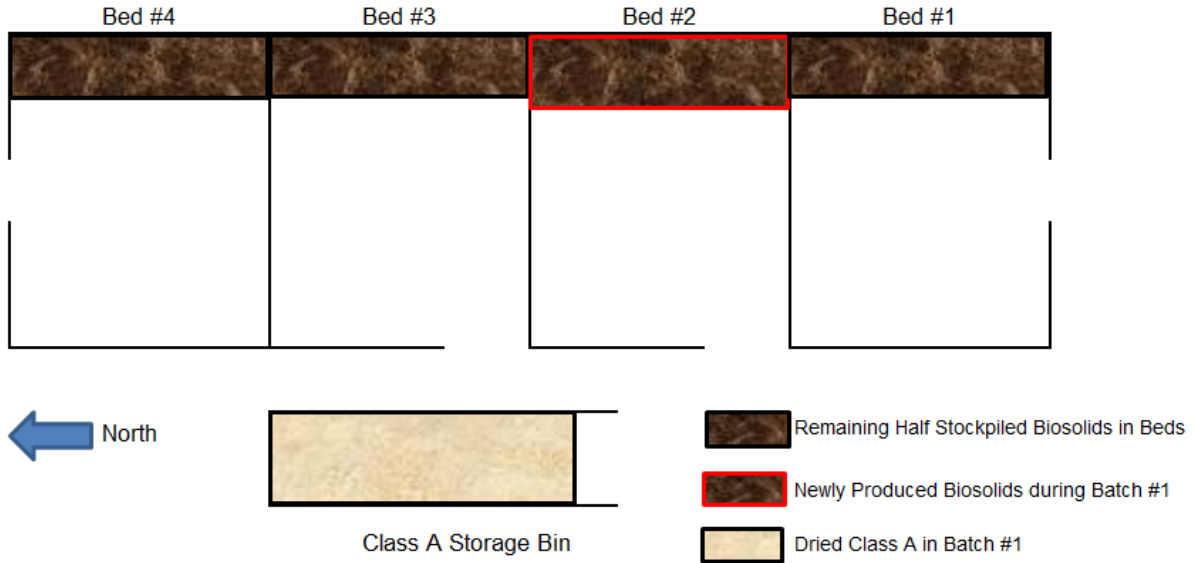 Bed #4
Bed #3
Bed #2
Bed #1
North
Class A Storage Bin
Remaining Half Stockpiled Biosolids in Beds
Newly Produced Biosolids during Batch #1
Dried Class A in Batch #1